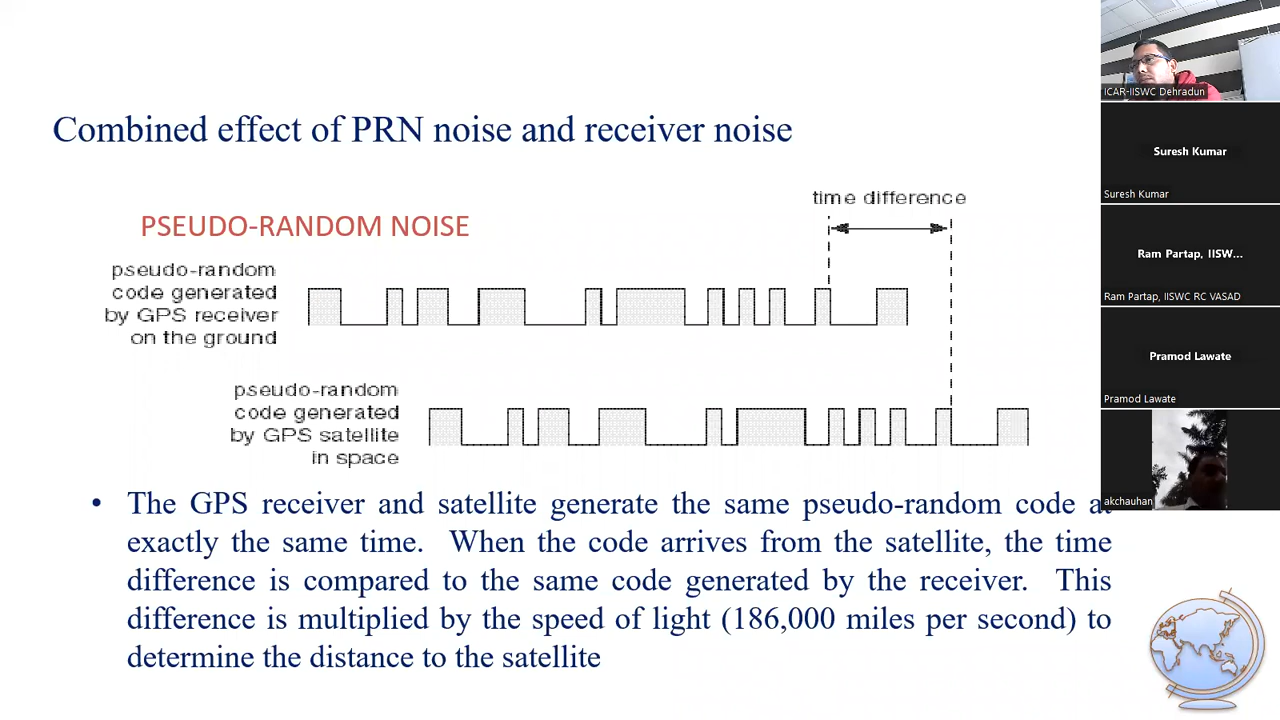 Combined effect of PRN noise and receiver noise
time difference
PSEUDO-RANDOM NOISE
pseudo-random
code generated
by GPS receiver
on the ground
pseudo-random
code generated
by GPS satellite
in space
• The GPS receiver and satellite generate the same pseudo-random code at
exactly the same time. When the code arrives from the satellite, the time
difference is compared to the same code generated by the receiver. This
difference is multiplied by the speed of light (186,000 miles per second) to
determine the distance to the satellite
ICAR-IISWC Dehradun
Suresh Kumar
Suresh Kumar
Ram Partap, IISW...
Ram Partap, IISWC RC VASAD
Pramod Lawate
Pramod Lawate
akchauhan